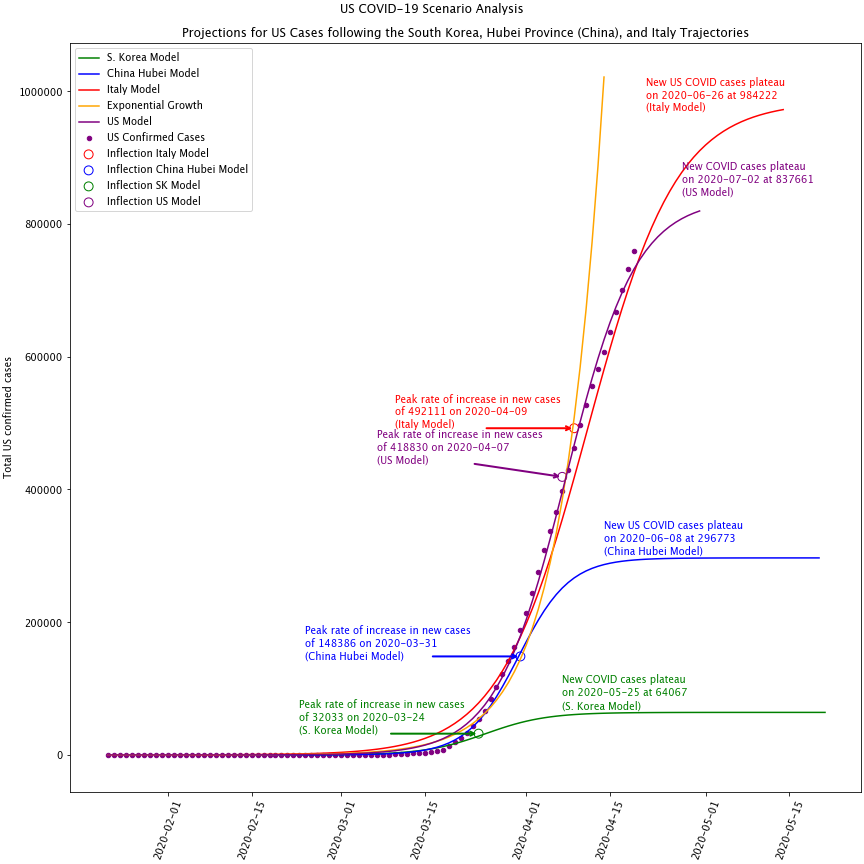 US COVID-19 Scenario Analysis
Projections for US Cases following the South Korea, Hubei Province (China), and Italy Trajectories
S. Korea Model
China Hubei Model
Italy Model
Exponential Growth
US Model
US Confirmed Cases
Inflection Italy Model
Inflection China Hubei Model
Inflection SK Model
Inflection US Model
New US COVID cases plateau
on 2020-06-26 at 984222
(Italy Model)
New COVID cases plateau
on 2020-07-02 at 837661
(US Model)
Peak rate of increase in new cases
of 492111 on 2020-04-09
(Italy Model)
Peak rate of increase in new cases
of 418830 on 2020-04-07
(US Model)
New US COVID cases plateau
on 2020-06-08 at 296773
(China Hubei Model)
Peak rate of increase in new cases
of 148386 on 2020-03-31
(China Hubei Model)
New COVID cases plateau
on 2020-05-25 at 64067
(S. Korea Model)
Peak rate of increase in new cases
of 32033 on 2020-03-24
(S. Korea Model)
Total US confirmed cases
1000000
800000
600000
400000
200000
0
2020-02-01
2020-02-15
2020-03-01
2020-03-15
2020-04-01
2020-04-15
2020-05-01
2020-05-15